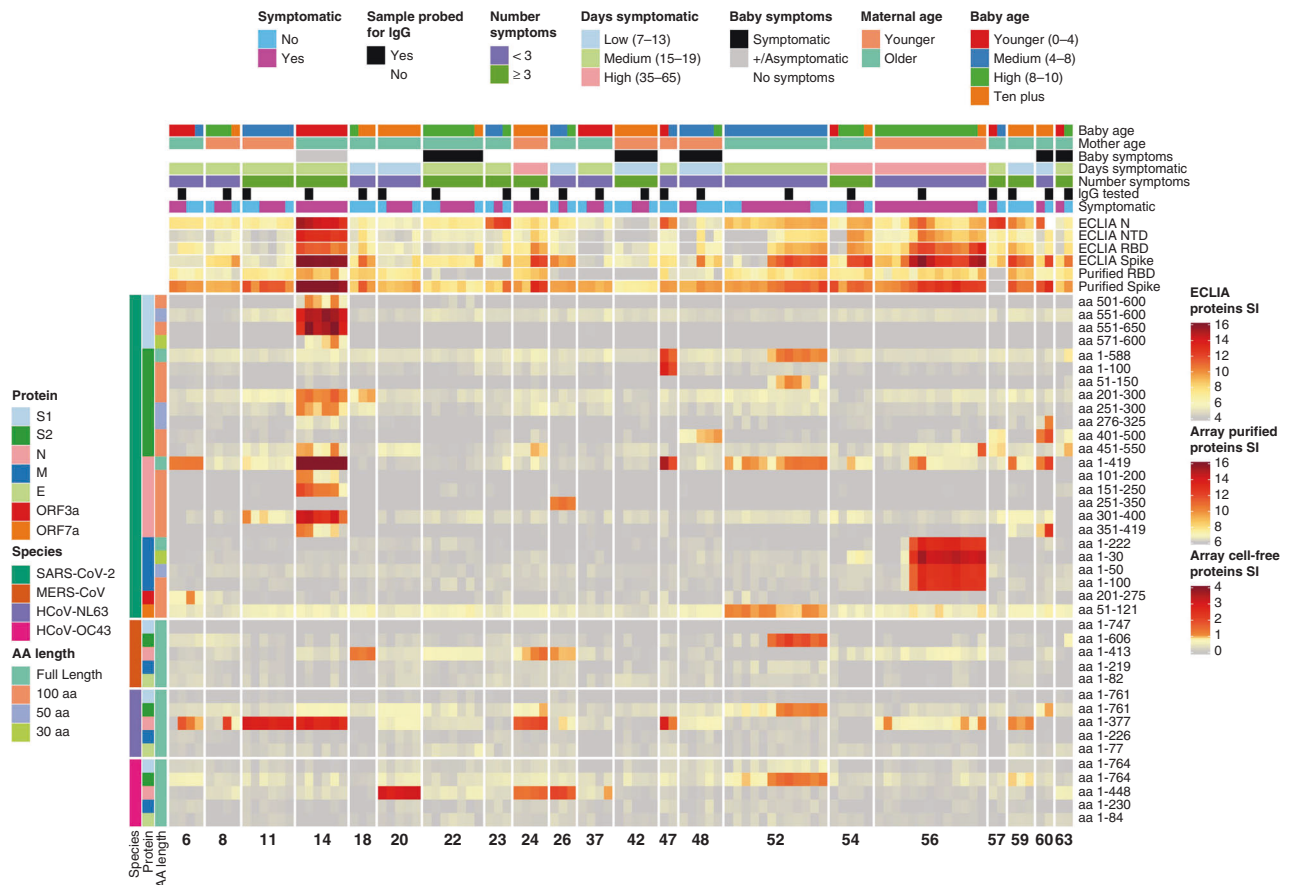 Symptomatic
No
Yes
Sample probed
for IgG
Yes
No
Number
symptoms
< 3
≥ 3
Days symptomatic
Low (7–13)
Medium (15–19)
High (35–65)
Baby symptoms
Symptomatic
+/Asymptomatic
No symptoms
Maternal age
Younger
Older
Baby age
Younger (0–4)
Medium (4–8)
High (8–10)
Ten plus
Baby age
Mother age
Baby symptoms
Days symptomatic
Number symptoms
IgG tested
Symptomatic
ECLIA N
ECLIA NTD
ECLIA RBD
ECLIA Spike
Purified RBD
Purified Spike
aa 501-600
aa 551-600
aa 551-650
aa 571-600
aa 1-588
aa 1-100
aa 51-150
aa 201-300
aa 251-300
aa 276-325
aa 401-500
aa 451-550
aa 1-419
aa 101-200
aa 151-250
aa 251-350
aa 301-400
aa 351-419
aa 1-222
aa 1-30
aa 1-50
aa 1-100
aa 201-275
aa 51-121
aa 1-747
aa 1-606
aa 1-413
aa 1-219
aa 1-82
aa 1-761
aa 1-761
aa 1-377
aa 1-226
aa 1-77
aa 1-764
aa 1-764
aa 1-448
aa 1-230
aa 1-84
Protein
S1
S2
N
M
E
ORF3a
ORF7a
Species
SARS-CoV-2
MERS-CoV
HCoV-NL63
HCoV-OC43
AA length
Full Length
100 aa
50 aa
30 aa
ECLIA
proteins SI
16
14
12
10
8
6
4
Array purified
proteins SI
16
14
12
10
8
6
Array cell-free
proteins SI
4
3
2
1
0
Species
Protein
AA length
6 8 11 14 18 20 22 23 24 26 37 42 47 48 52 54 56 57 59 60 63